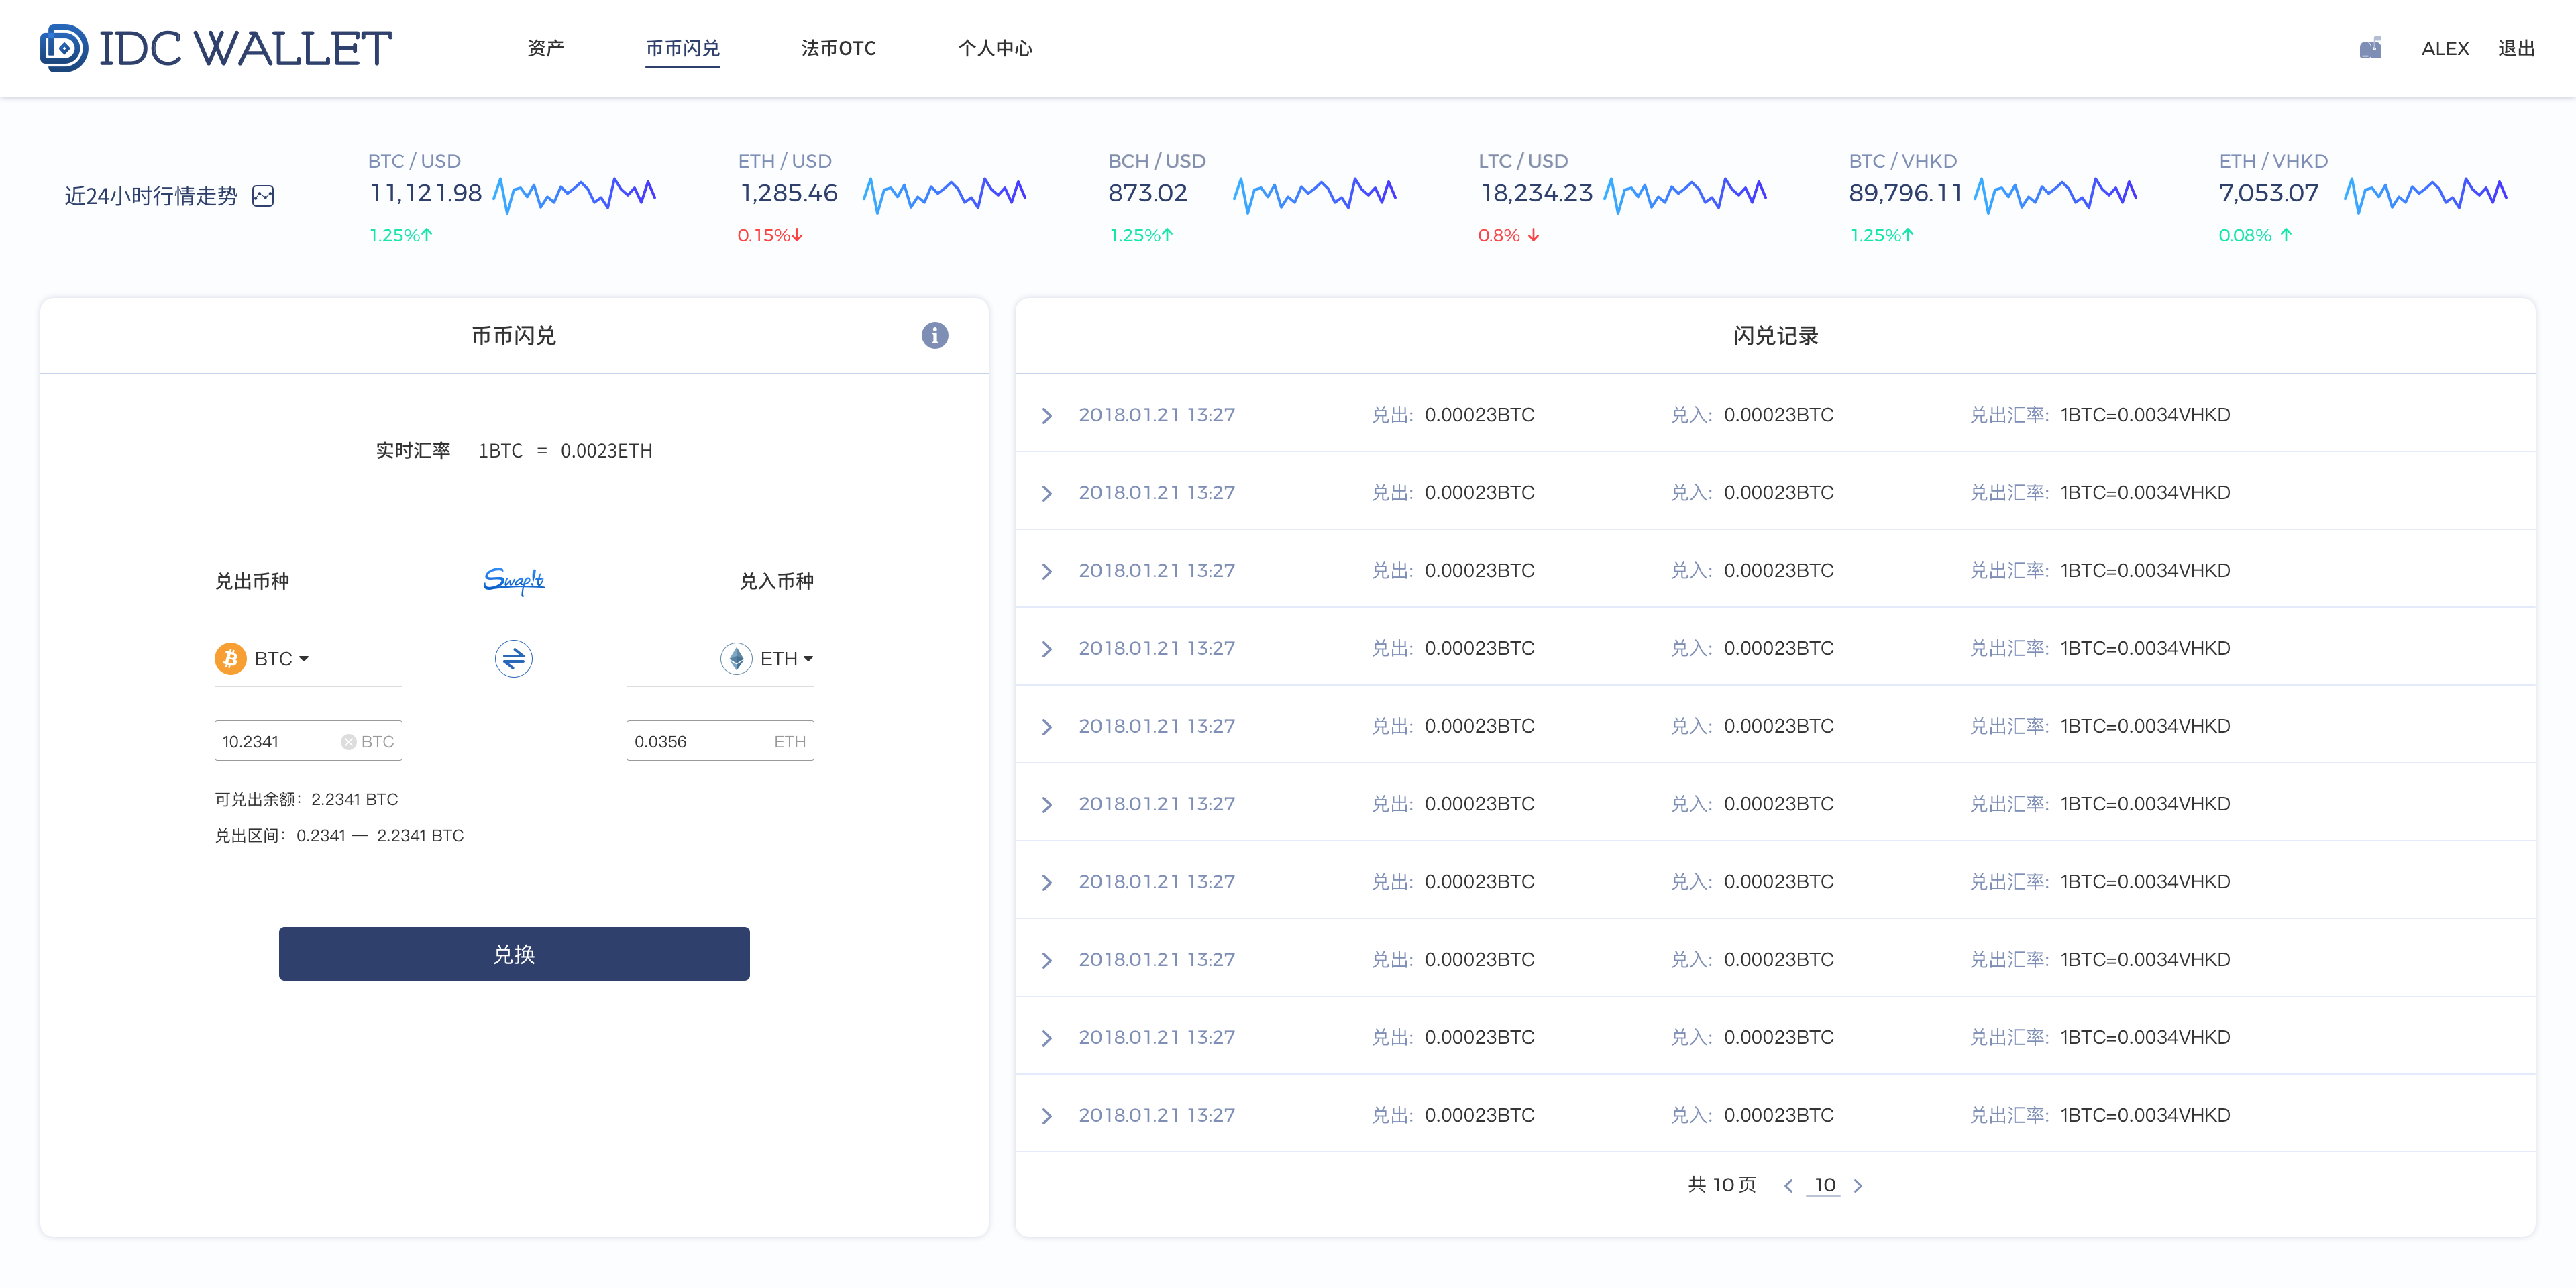 IDC WALLET
资产
币币闪兑
法币OTC
个人中心
ALEX
退出
近24小时行情走势
BTC / USD
11,121.98
1.25%↑
ETH / USD
1,285.46
0.15%↓
BCH / USD
873.02
1.25%↑
LTC / USD
18,234.23
0.8% ↓
BTC / VHKD
89,796.11
1.25%↑
ETH / VHKD
7,053.07
0.08% ↑
币币闪兑
实时汇率 1BTC = 0.0023ETH
兑出币种
Swap!t
兑入币种
BTC
ETH
10.2341 BTC
0.0356 ETH
可兑出余额：2.2341 BTC
兑出区间：0.2341 — 2.2341 BTC
兑换
闪兑记录
2018.01.21 13:27 兑出: 0.00023BTC 兑入: 0.00023BTC 兑出汇率: 1BTC=0.0034VHKD
2018.01.21 13:27 兑出: 0.00023BTC 兑入: 0.00023BTC 兑出汇率: 1BTC=0.0034VHKD
2018.01.21 13:27 兑出: 0.00023BTC 兑入: 0.00023BTC 兑出汇率: 1BTC=0.0034VHKD
2018.01.21 13:27 兑出: 0.00023BTC 兑入: 0.00023BTC 兑出汇率: 1BTC=0.0034VHKD
2018.01.21 13:27 兑出: 0.00023BTC 兑入: 0.00023BTC 兑出汇率: 1BTC=0.0034VHKD
2018.01.21 13:27 兑出: 0.00023BTC 兑入: 0.00023BTC 兑出汇率: 1BTC=0.0034VHKD
2018.01.21 13:27 兑出: 0.00023BTC 兑入: 0.00023BTC 兑出汇率: 1BTC=0.0034VHKD
2018.01.21 13:27 兑出: 0.00023BTC 兑入: 0.00023BTC 兑出汇率: 1BTC=0.0034VHKD
2018.01.21 13:27 兑出: 0.00023BTC 兑入: 0.00023BTC 兑出汇率: 1BTC=0.0034VHKD
2018.01.21 13:27 兑出: 0.00023BTC 兑入: 0.00023BTC 兑出汇率: 1BTC=0.0034VHKD
共 10 页 < 10 >